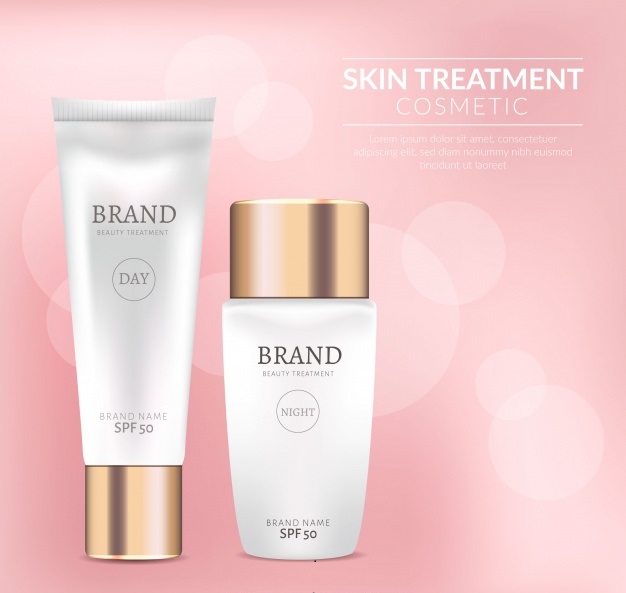 SKIN TREATMENT
COSMETIC
Lorem ipsum dolor sit amet, consectetuer
adipiscing elit, sed diam nonummy nibh euismod
tincidunt ut laoreet
BRAND
BEAUTY TREATMENT
DAY
BRAND NAME
SPF 50
BRAND
BEAUTY TREATMENT
NIGHT
BRAND NAME
SPF 50